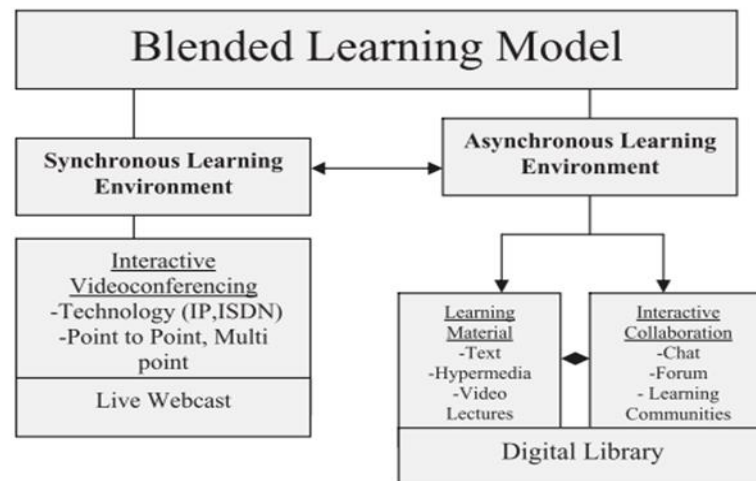 Blended Learning Model
Synchronous Learning
Environment
Asynchronous Learning
Environment
Interactive
Videoconferencing
-Technology (IP,ISDN)
-Point to Point, Multi
point
Live Webcast
Learning
Material
-Text
-Hypermedia
-Video
Lectures
Interactive
Collaboration
-Chat
-Forum
- Learning
Communities
Digital Library